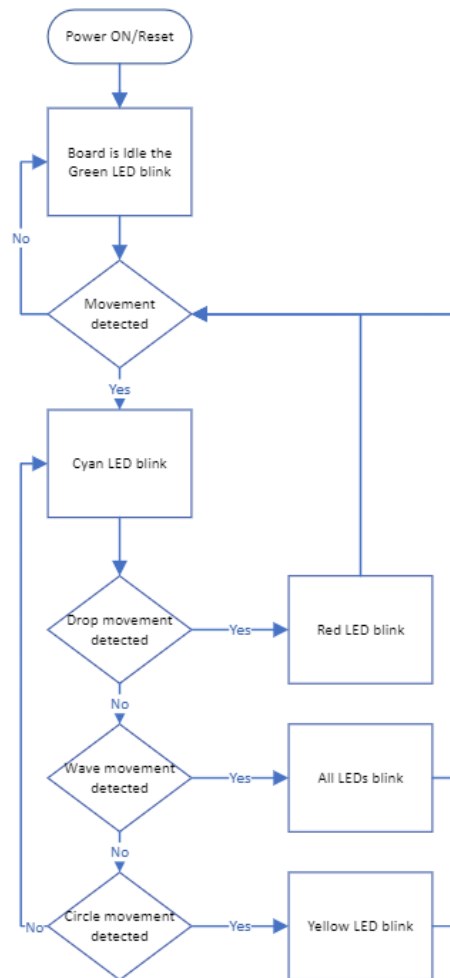 Power ON/Reset
Board is Idle the
Green LED blink
No
Movement
detected
Yes
Cyan LED blink
Drop movement
detected
Yes
Red LED blink
No
Wave movement
detected
Yes
All LEDs blink
No
Circle movement
detected
No
Yes
Yellow LED blink